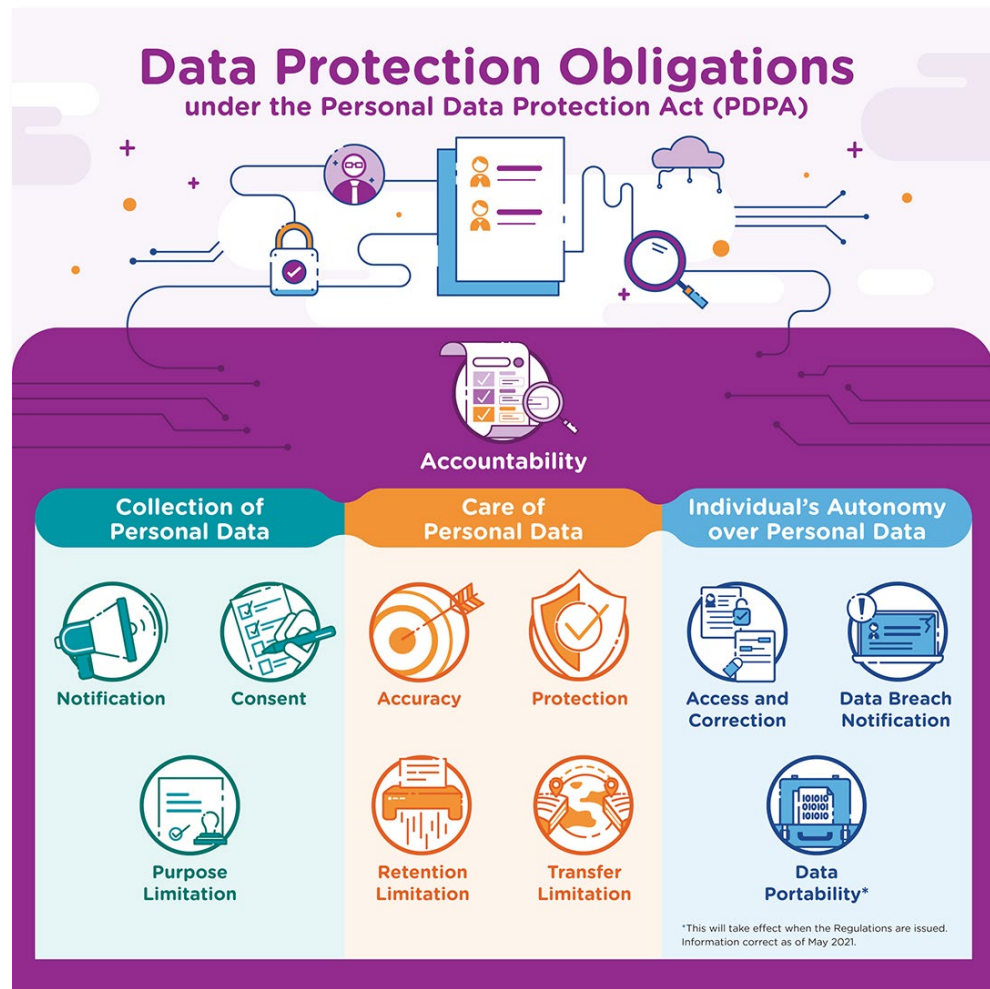 Data Protection Obligations
under the Personal Data Protection Act (PDPA)
Accountability
Collection of
Personal Data
Notification
Consent
Purpose
Limitation
Care of
Personal Data
Accuracy
Protection
Retention
Limitation
Transfer
Limitation
Individual's Autonomy
over Personal Data
Access and
Correction
Data Breach
Notification
101010
010101
101010
Data
Portability*
*This will take effect when the Regulations are issued.
Information correct as of May 2021.